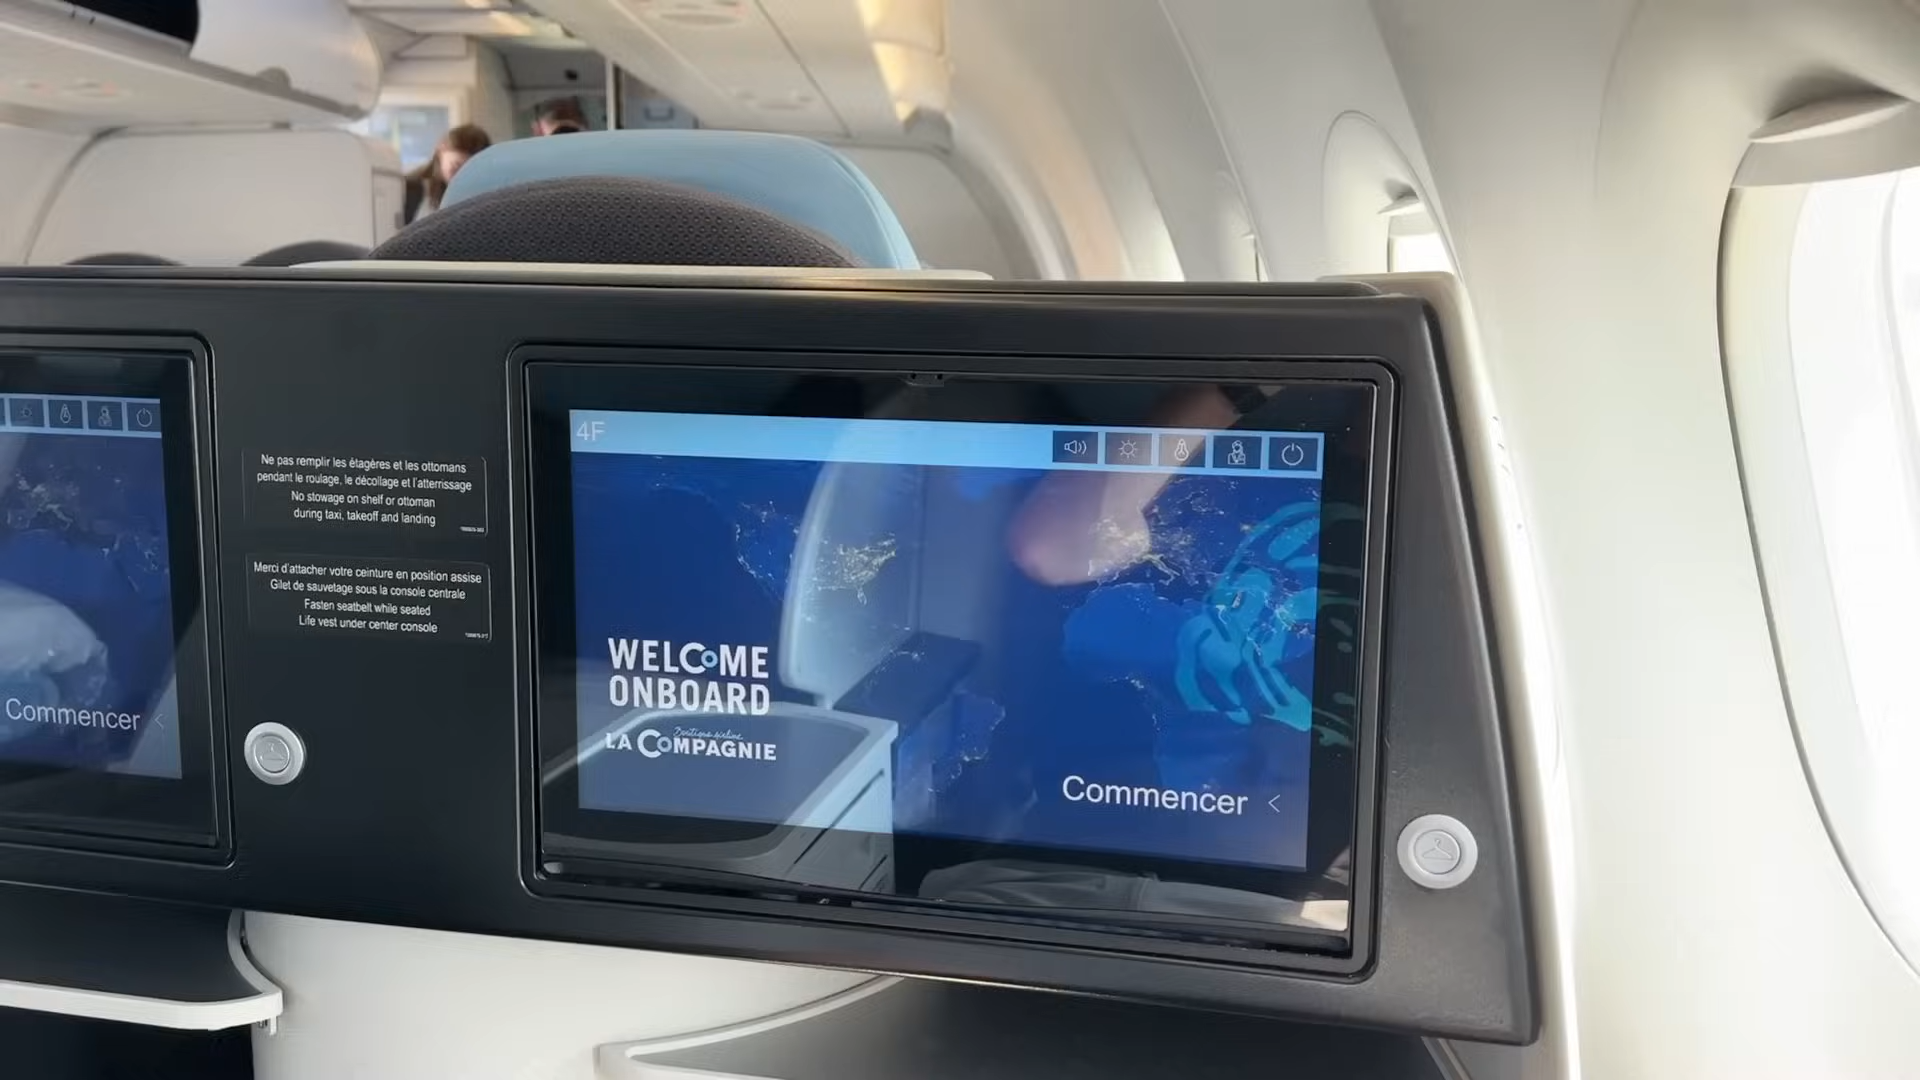 Ne pas remplir les étagères et les ottomans
pendant le roulage, le décollage et l'atterrissage
No stowage on shelf or ottoman
during taxi, takeoff and landing
Merci d'attacher votre ceinture en position assise
Gilet de sauvetage sous la console centrale
Fasten seatbelt while seated
Life vest under center console
Commencer <
4F
WELCOME
ONBOARD
Boutique airline
LA COMPAGNIE
Commencer <